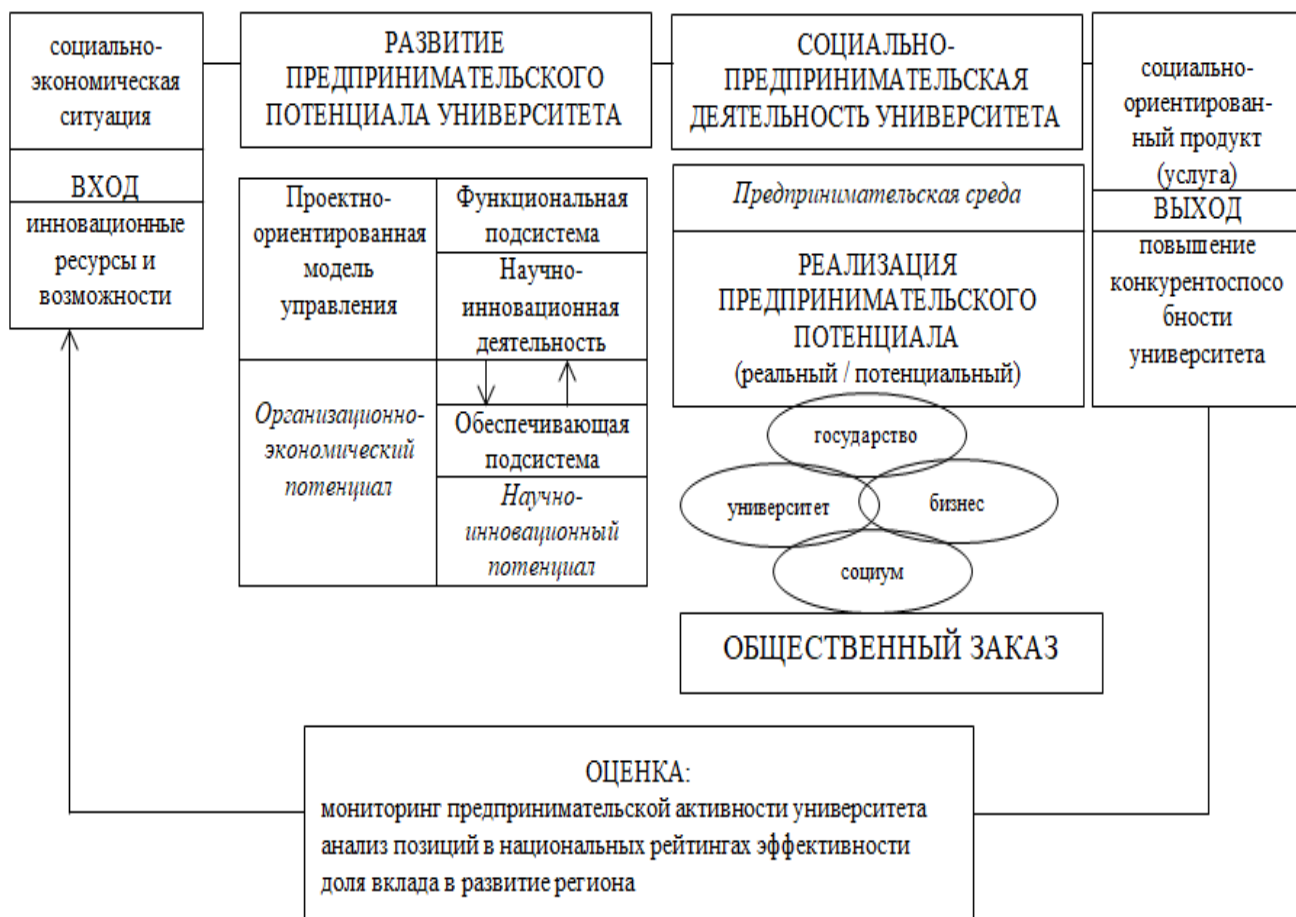 социально-
экономическая
ситуация
ВХОД
инновационные
ресурсы и
возможности
РАЗВИТИЕ
ПРЕДПРИНИМАТЕЛЬСКОГО
ПОТЕНЦИАЛА УНИВЕРСИТЕТА
Проектно-
ориентированная
модель
управления
Организационно-
экономический
потенциал
Функциональная
подсистема
Научно-
инновационная
деятельность
Обеспечивающая
подсистема
Научно-
инновационный
потенциал
СОЦИАЛЬНО-
ПРЕДПРИНИМАТЕЛЬСКАЯ
ДЕЯТЕЛЬНОСТЬ УНИВЕРСИТЕТА
Предпринимательская среда
РЕАЛИЗАЦИЯ
ПРЕДПРИНИМАТЕЛЬСКОГО
ПОТЕНЦИАЛА
(реальный / потенциальный)
государство
университет
бизнес
социум
ОБЩЕСТВЕННЫЙ ЗАКАЗ
социально-
ориентирован-
ный продукт
(услуга)
ВЫХОД
повышение
конкурентоспосо
бности
университета
ОЦЕНКА:
мониторинг предпринимательской активности университета
анализ позиций в национальных рейтингах эффективности
доля вклада в развитие региона